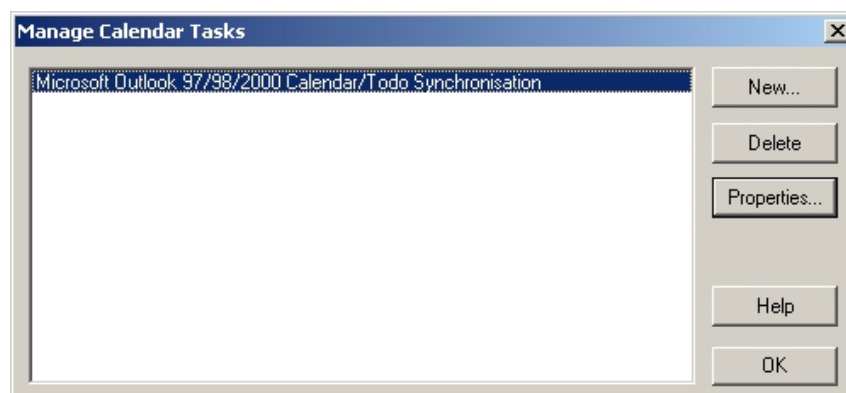 Manage Calendar Tasks
Microsoft Outlook 97/98/2000 Calendar/Todo Synchronisation
New...
Delete
Properties...
Help
OK